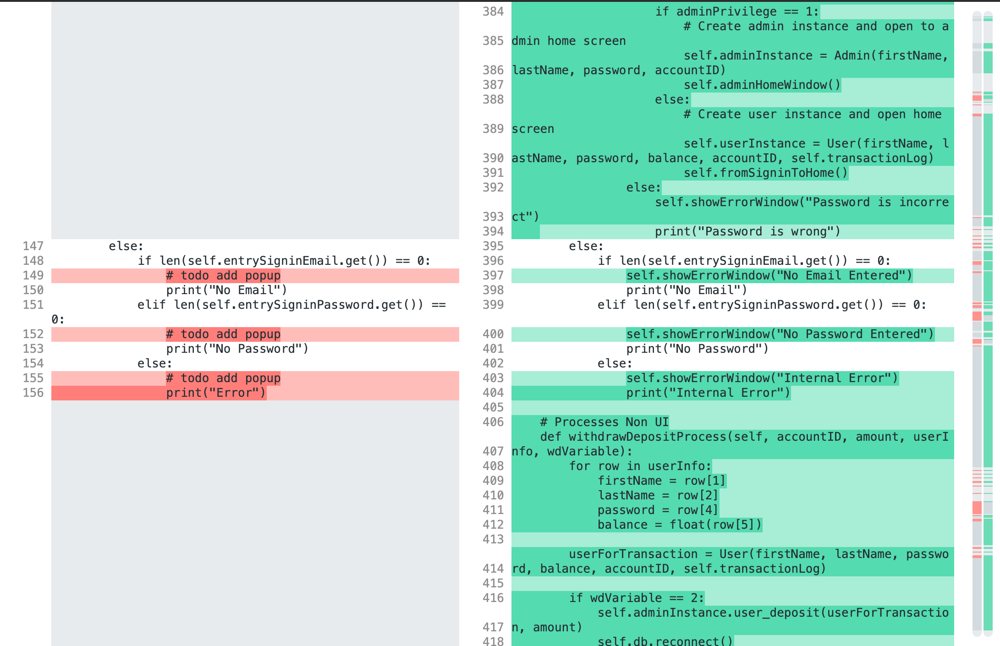 384                     if adminPrivilege == 1:
                        # Create admin instance and open to a
385 dmin home screen
                        self.adminInstance = Admin(firstName,
386 lastName, password, accountID)
387                         self.adminHomeWindow()
388                     else:
                        # Create user instance and open home
389 screen
                        self.userInstance = User(firstName, l
390 astName, password, balance, accountID, self.transactionLog)
391                         self.fromSigninToHome()
392                 else:
                    self.showErrorWindow("Password is incorre
393 ct")
394                     print("Password is wrong")
147         else:
148             if len(self.entrySigninEmail.get()) == 0:
149                 # todo add popup
150                 print("No Email")
151             elif len(self.entrySigninPassword.get()) ==
0:
152                 # todo add popup
153                 print("No Password")
154             else:
155                 # todo add popup
156                 print("Error")
395         else:
396             if len(self.entrySigninEmail.get()) == 0:
397                 self.showErrorWindow("No Email Entered")
398                 print("No Email")
399             elif len(self.entrySigninPassword.get()) == 0:
400                 self.showErrorWindow("No Password Entered")
401                 print("No Password")
402             else:
403                 self.showErrorWindow("Internal Error")
404                 print("Internal Error")
405
406     # Processes Non UI
    def withdrawDepositProcess(self, accountID, amount, userI
407 nfo, wdVariable):
408         for row in userInfo:
409             firstName = row[1]
410             lastName = row[2]
411             password = row[4]
412             balance = float(row[5])
413
        userForTransaction = User(firstName, lastName, passwo
414 rd, balance, accountID, self.transactionLog)
415
416         if wdVariable == 2:
            self.adminInstance.user_deposit(userForTransactio
417 n, amount)
418             self.db.reconnect()